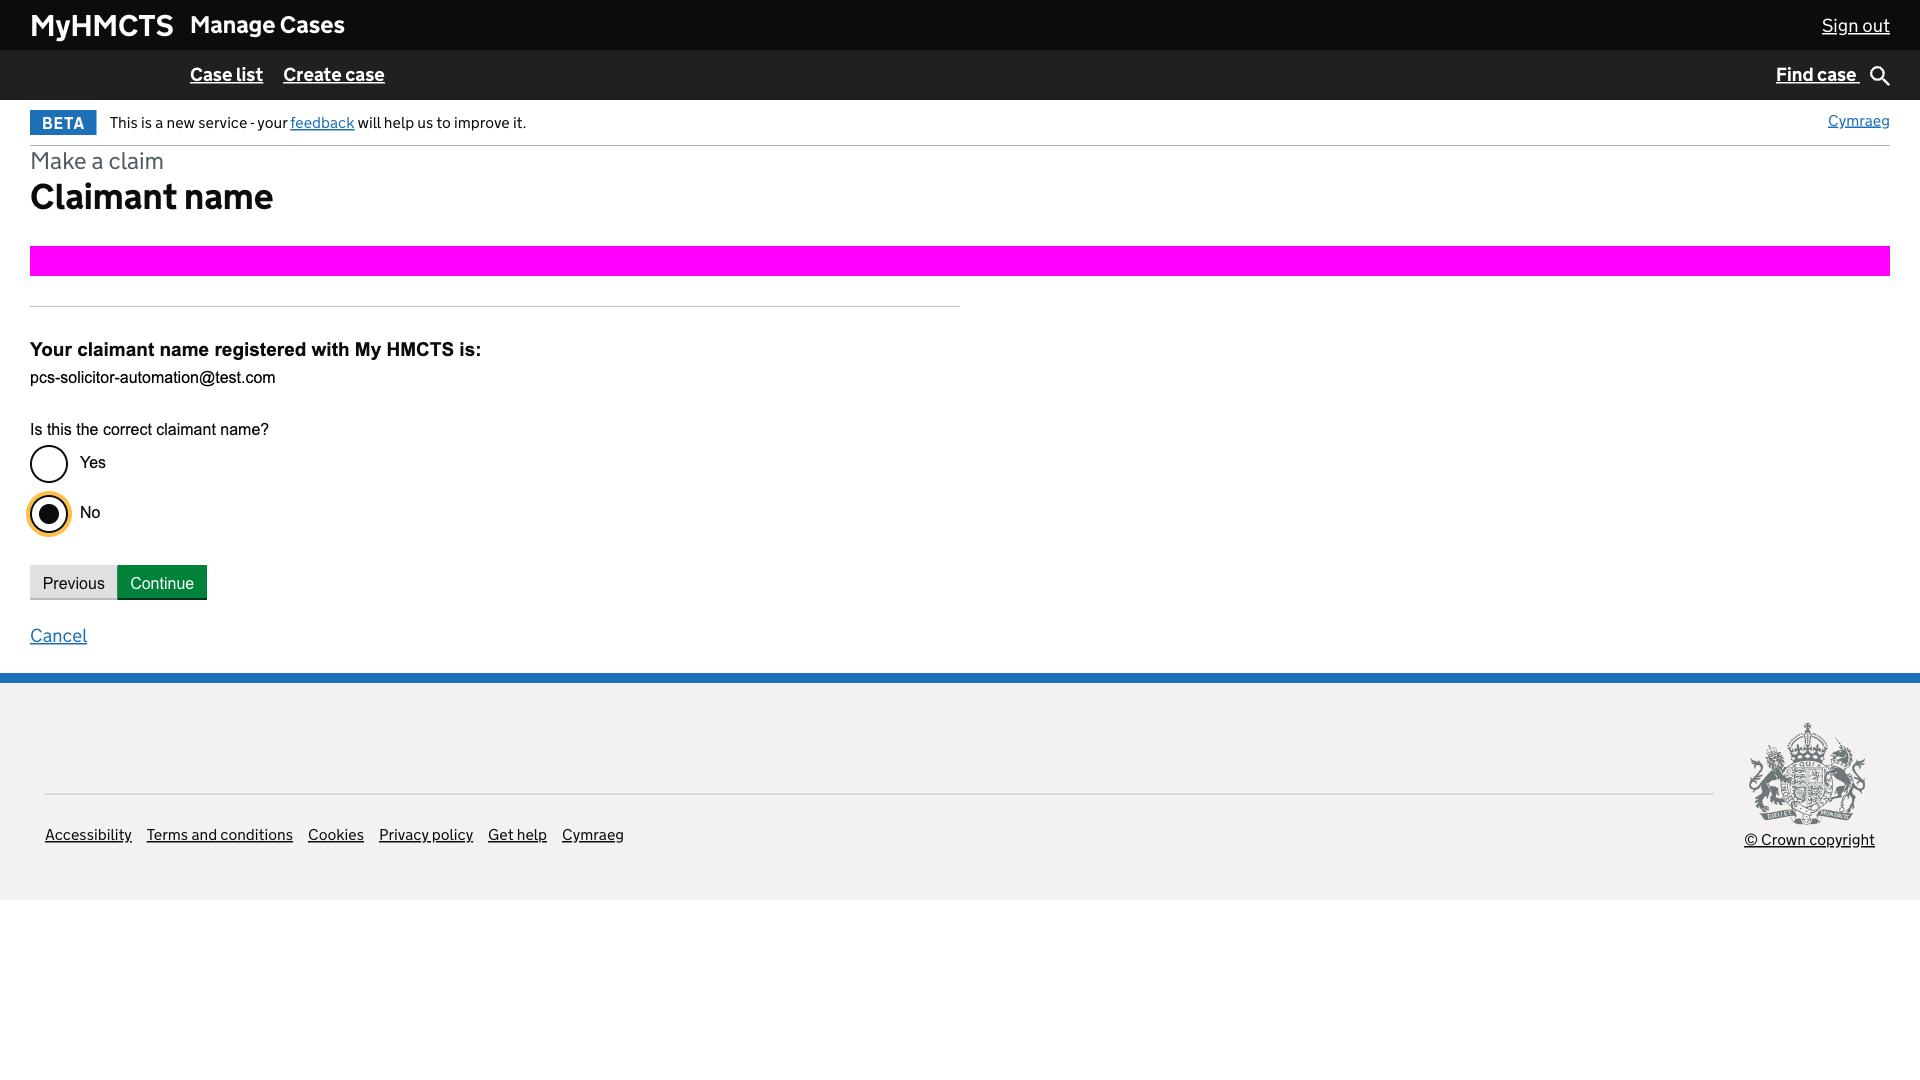 MyHMCTS Manage Cases Sign out
Case list Create case Find case
BETA This is a new service - your feedback will help us to improve it. Cymraeg
Make a claim
Claimant name
Your claimant name registered with My HMCTS is:
pcs-solicitor-automation@test.com
Is this the correct claimant name?
Yes
No
Previous Continue
Cancel
Accessibility Terms and conditions Cookies Privacy policy Get help Cymraeg
© Crown copyright